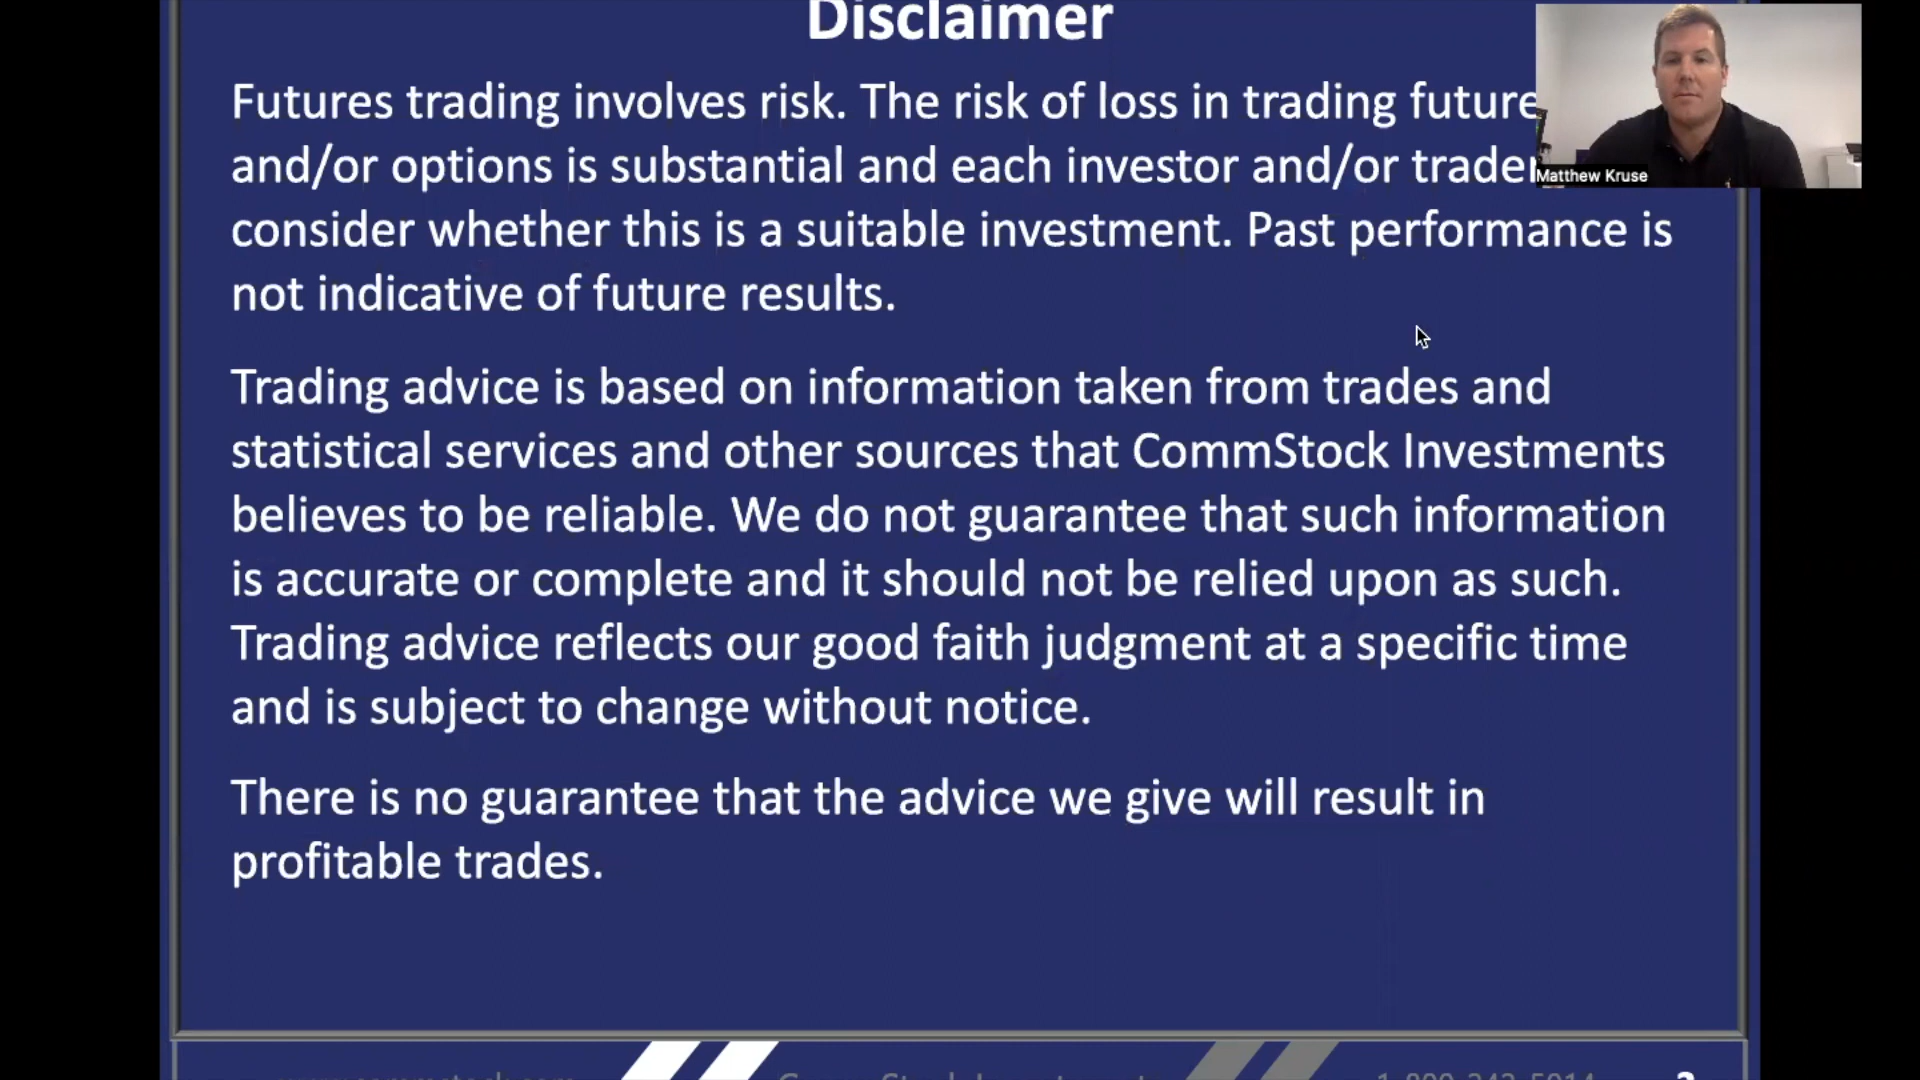 Disclaimer
Futures trading involves risk. The risk of loss in trading future
and/or options is substantial and each investor and/or trader
consider whether this is a suitable investment. Past performance is
not indicative of future results.
Matthew Kruse
Trading advice is based on information taken from trades and
statistical services and other sources that CommStock Investments
believes to be reliable. We do not guarantee that such information
is accurate or complete and it should not be relied upon as such.
Trading advice reflects our good faith judgment at a specific time
and is subject to change without notice.
There is no guarantee that the advice we give will result in
profitable trades.